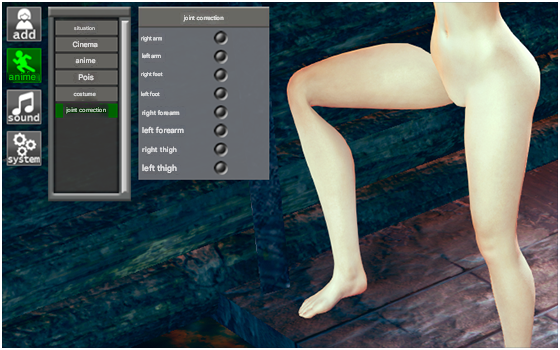 add
anime
sound
system
situation
Cinema
anime
Pois
costume
joint correction
joint correction
right arm
left arm
right foot
left foot
right forearm
left forearm
right thigh
left thigh